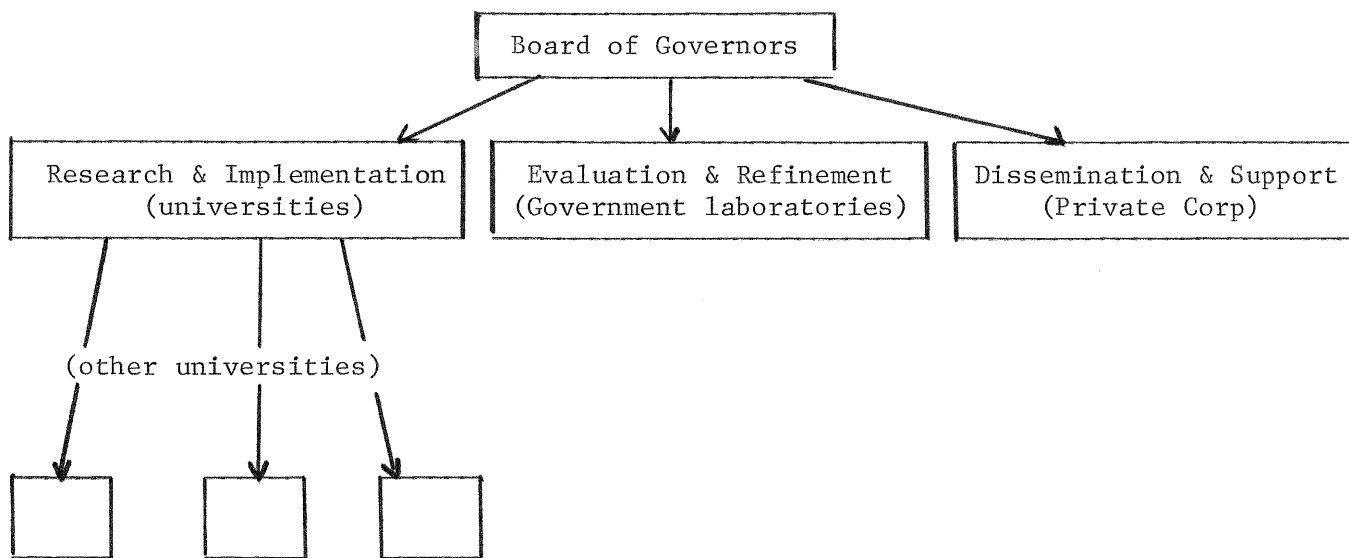 Board of Governors
Research & Implementation
(universities)
Evaluation & Refinement
(Government laboratories)
Dissemination & Support
(Private Corp)
(other universities)